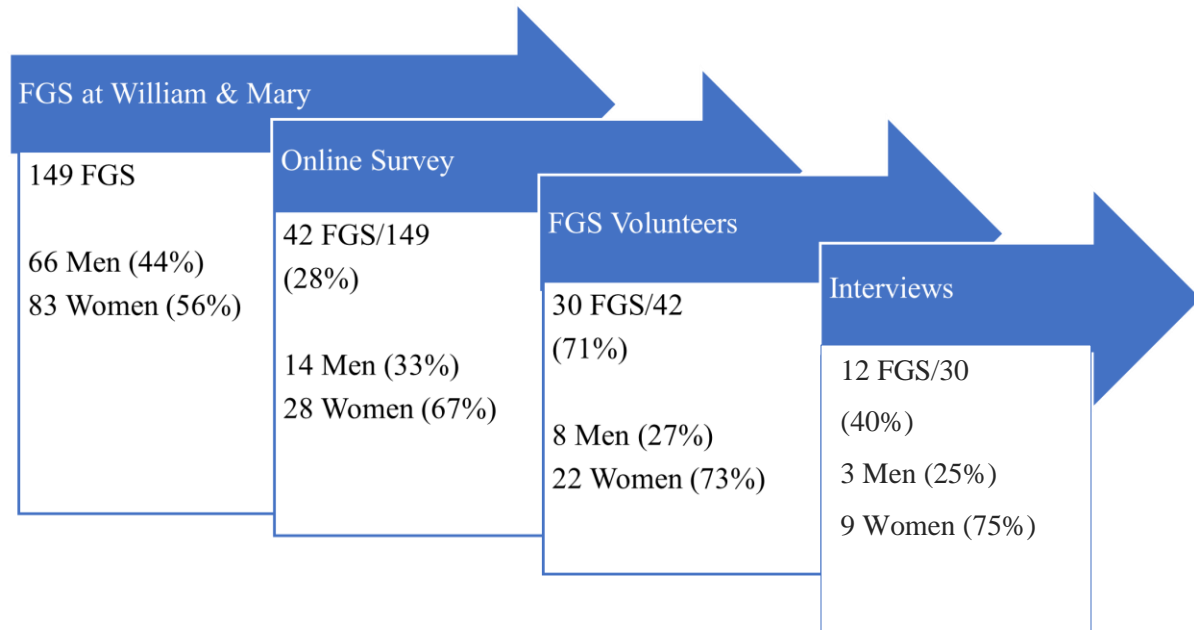 FGS at William & Mary
149 FGS
66 Men (44%)
83 Women (56%)
Online Survey
42 FGS/149
(28%)
14 Men (33%)
28 Women (67%)
FGS Volunteers
30 FGS/42
(71%)
8 Men (27%)
22 Women (73%)
Interviews
12 FGS/30
(40%)
3 Men (25%)
9 Women (75%)